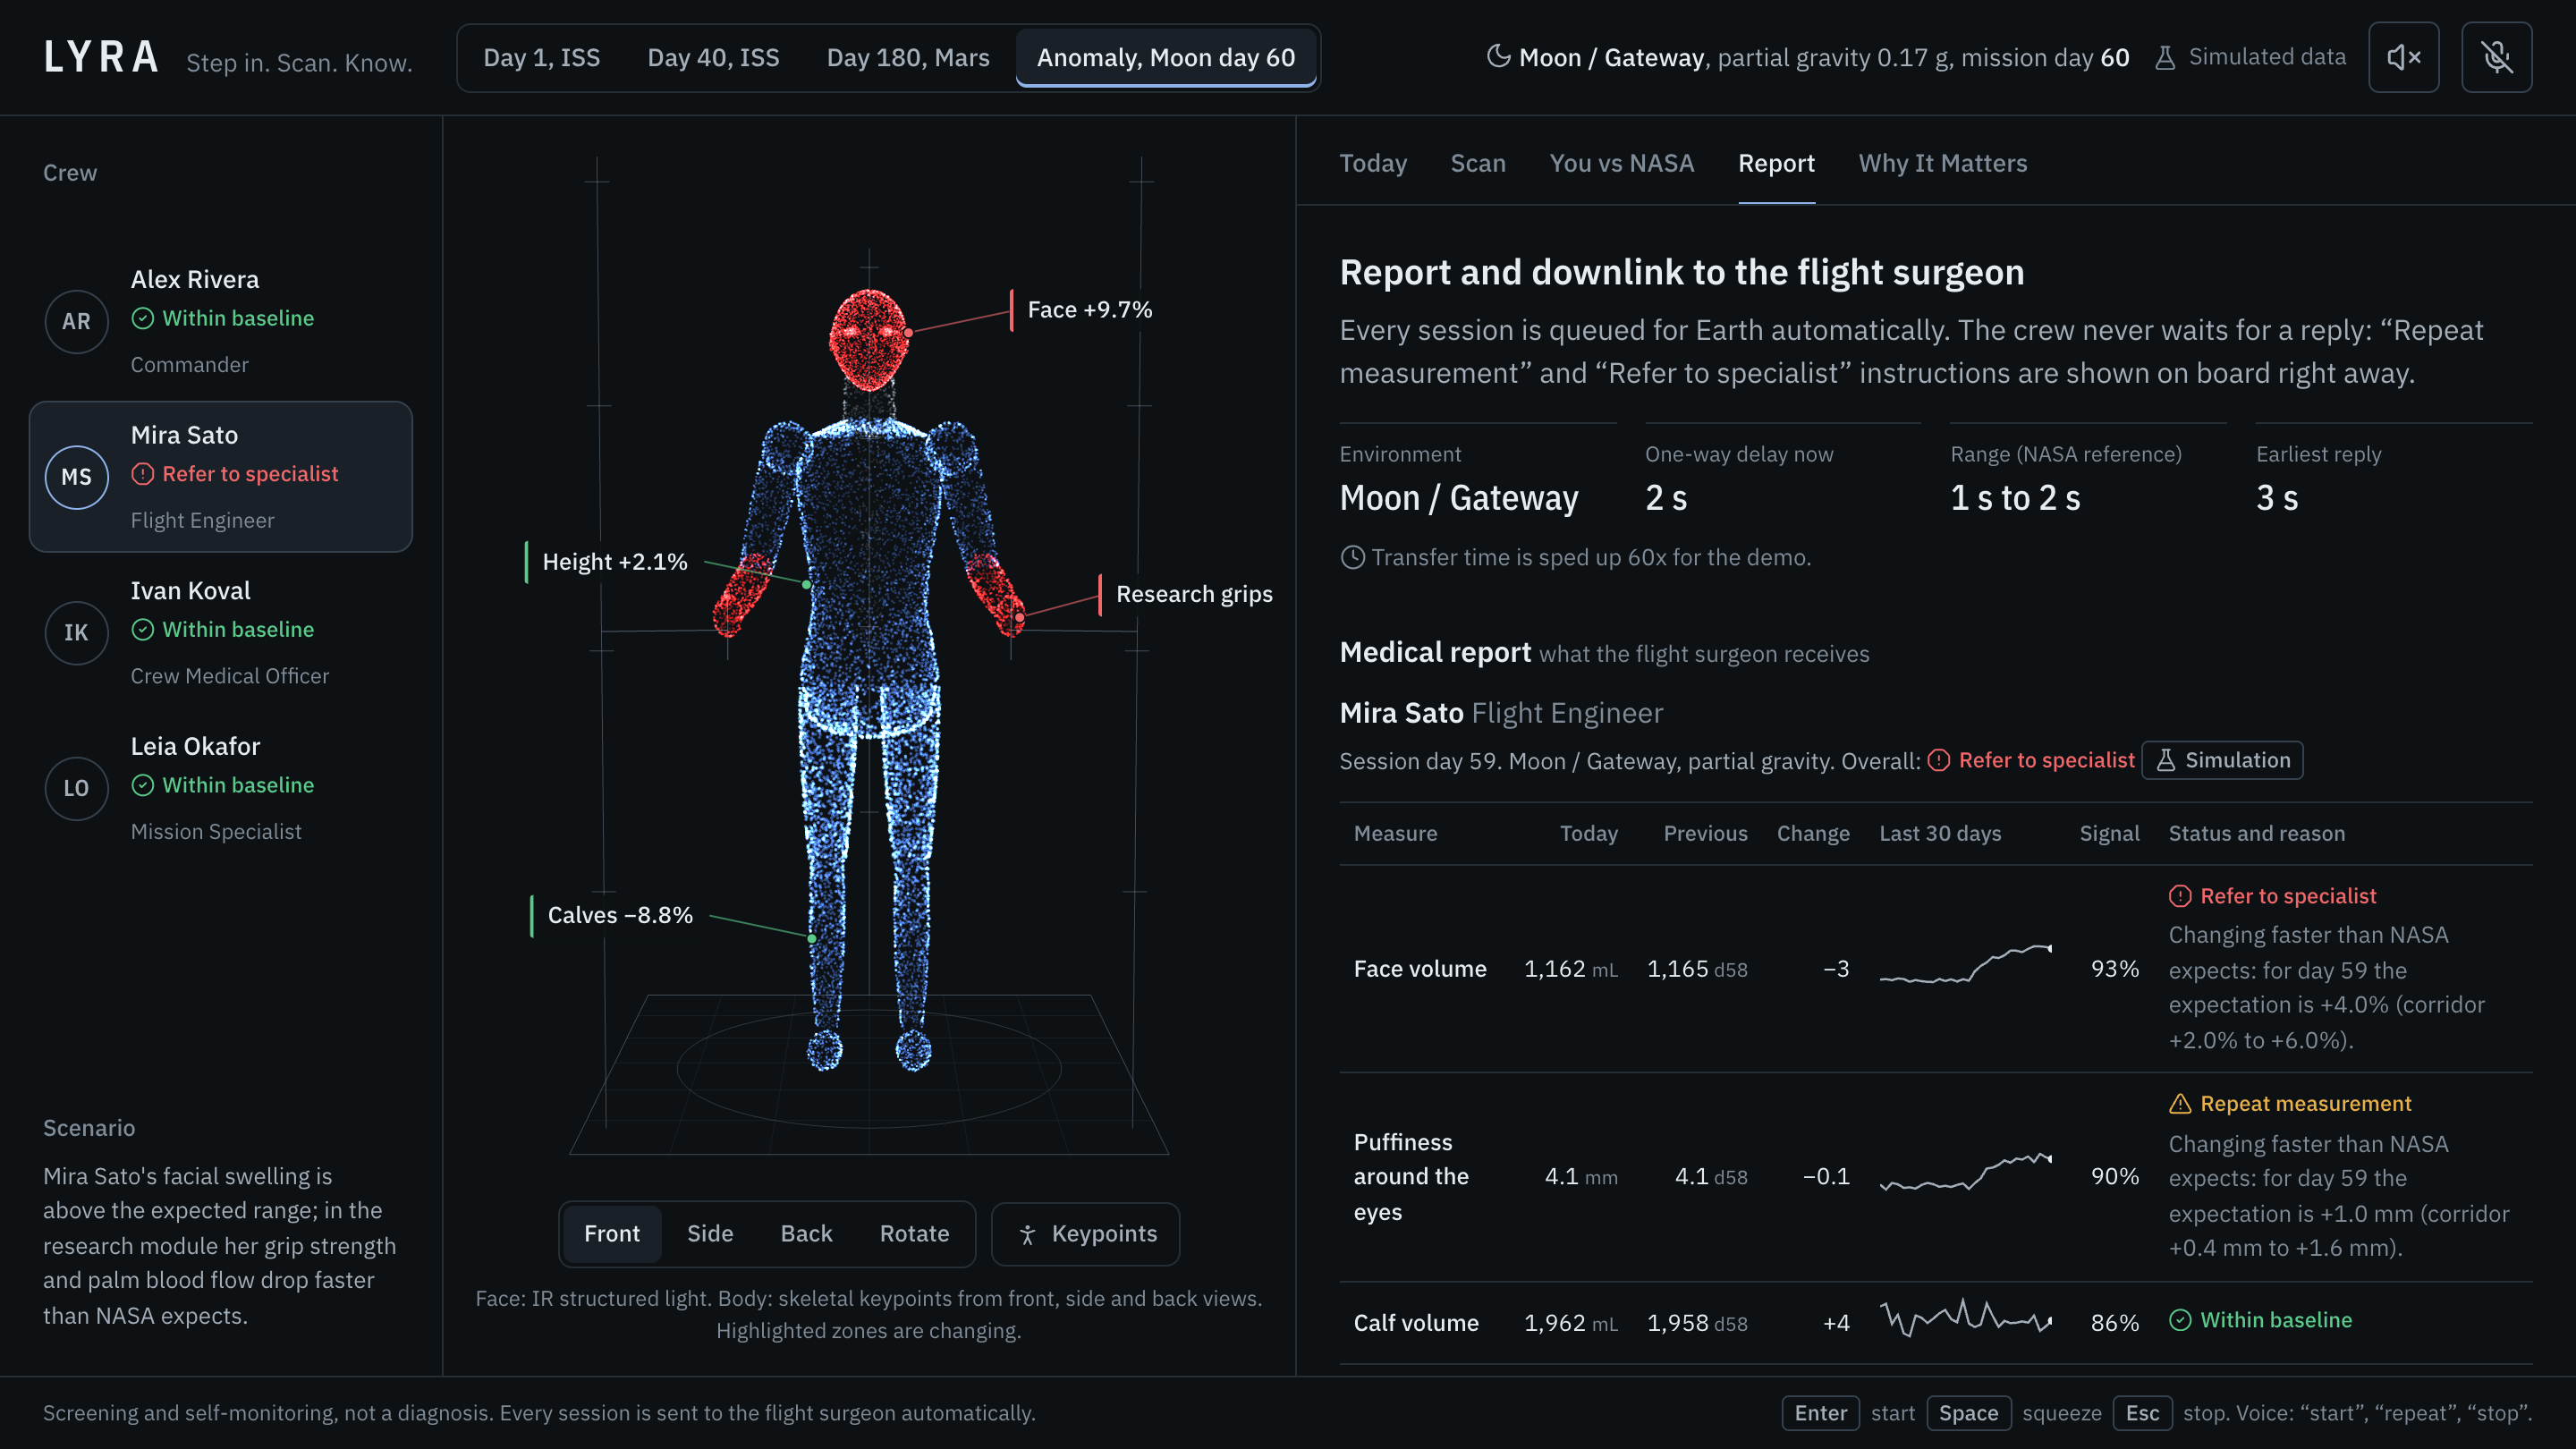 LYRA Step in. Scan. Know.
Day 1, ISS
Day 40, ISS
Day 180, Mars
Anomaly, Moon day 60
Moon / Gateway, partial gravity 0.17 g, mission day 60
Simulated data
Crew
AR
Alex Rivera
Within baseline
Commander
MS
Mira Sato
Refer to specialist
Flight Engineer
IK
Ivan Koval
Within baseline
Crew Medical Officer
LO
Leia Okafor
Within baseline
Mission Specialist
Scenario
Mira Sato's facial swelling is
above the expected range; in the
research module her grip strength
and palm blood flow drop faster
than NASA expects.
Face +9.7%
Height +2.1%
Research grips
Calves −8.8%
Front
Side
Back
Rotate
Keypoints
Face: IR structured light. Body: skeletal keypoints from front, side and back views.
Highlighted zones are changing.
Today
Scan
You vs NASA
Report
Why It Matters
Report and downlink to the flight surgeon
Every session is queued for Earth automatically. The crew never waits for a reply: “Repeat
measurement” and “Refer to specialist” instructions are shown on board right away.
Environment
Moon / Gateway
One-way delay now
2 s
Range (NASA reference)
1 s to 2 s
Earliest reply
3 s
Transfer time is sped up 60x for the demo.
Medical report what the flight surgeon receives
Mira Sato Flight Engineer
Session day 59. Moon / Gateway, partial gravity. Overall: Refer to specialist Simulation
Measure Today Previous Change Last 30 days Signal Status and reason
Face volume 1,162 mL 1,165 d58 −3 93%
Refer to specialist
Changing faster than NASA
expects: for day 59 the
expectation is +4.0% (corridor
+2.0% to +6.0%).
Puffiness
around the
eyes
4.1 mm 4.1 d58 −0.1 90%
Repeat measurement
Changing faster than NASA
expects: for day 59 the
expectation is +1.0 mm (corridor
+0.4 mm to +1.6 mm).
Calf volume 1,962 mL 1,958 d58 +4 86% Within baseline
Screening and self-monitoring, not a diagnosis. Every session is sent to the flight surgeon automatically.
Enter start Space squeeze Esc stop. Voice: “start”, “repeat”, “stop”.